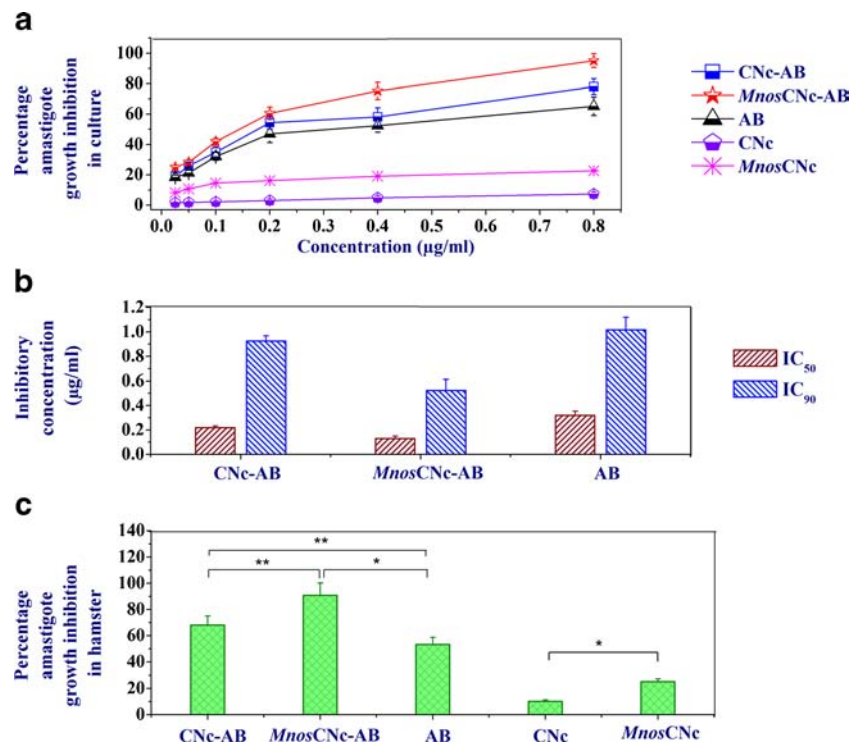 a
Percentage
amastigote
growth inhibition
in culture
100
80
60
40
20
0
0.0 0.1 0.2 0.3 0.4 0.5 0.6 0.7 0.8
Concentration (µg/ml)
CNc-AB
MnosCNc-AB
AB
CNc
MnosCNc
b
Inhibitory
concentration
(µg/ml)
1.2
1.0
0.8
0.6
0.4
0.2
0.0
CNc-AB MnosCNc-AB AB
IC50
IC90
c
Percentage
amastigote
growth inhibition
in hamster
140
120
100
80
60
40
20
0
**
** *
*
CNc-AB MnosCNc-AB AB CNc MnosCNc